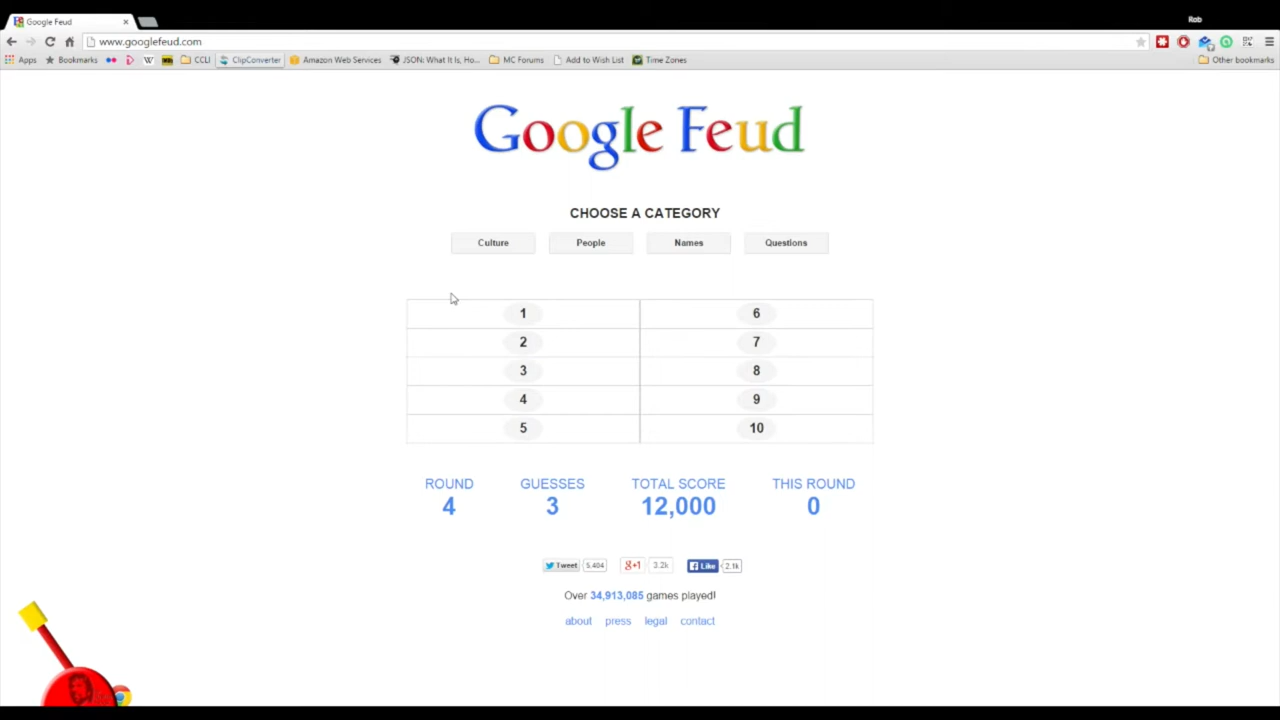 Google Feud
Rob
www.googlefeud.com
Apps Bookmarks CCLI ClipConverter Amazon Web Services JSON: What It Is, Ho... MC Forums Add to Wish List Time Zones Other bookmarks
Google Feud
CHOOSE A CATEGORY
Culture People Names Questions
1 6
2 7
3 8
4 9
5 10
ROUND GUESSES TOTAL SCORE THIS ROUND
4 3 12,000 0
Tweet 5,404 g+1 3.2k Like 2.1k
Over 34,913,085 games played!
about press legal contact